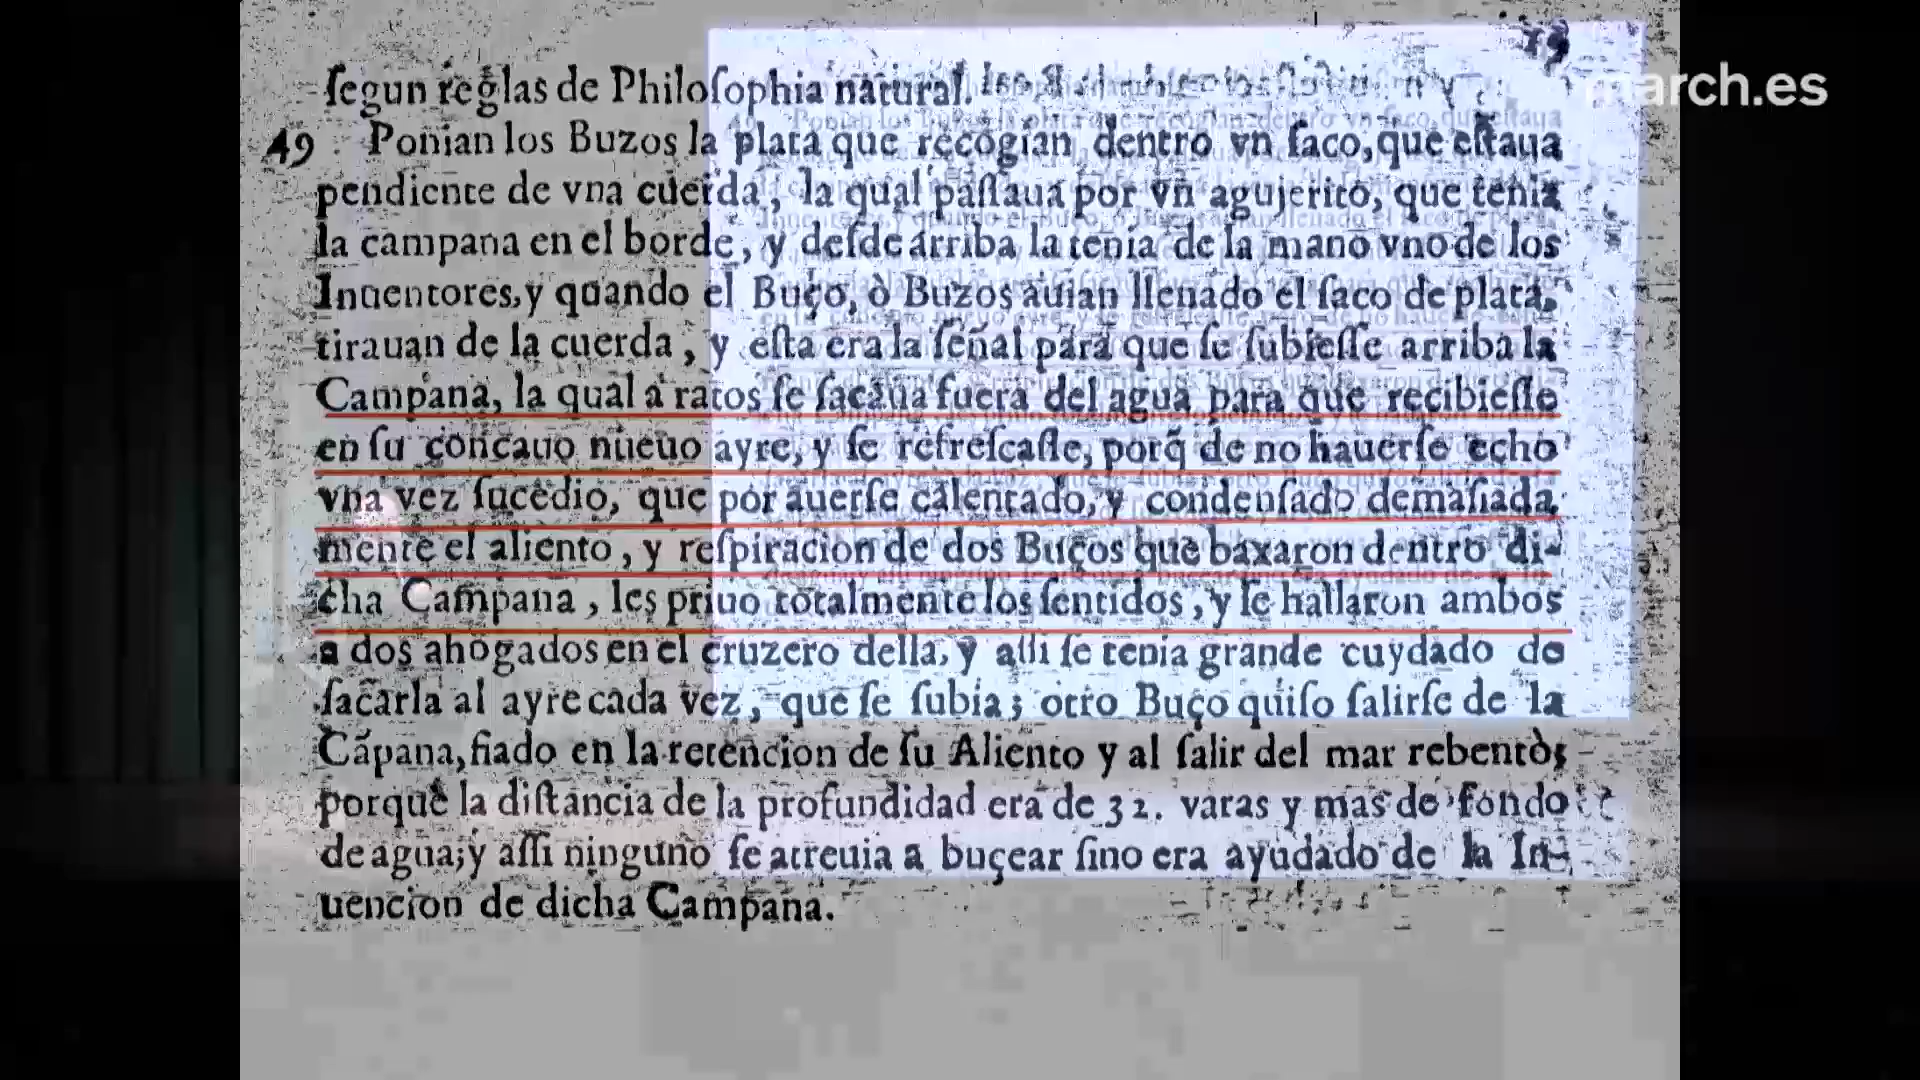 19
march.es
ſegun reglas de Philoſophia natural.
49 Ponian los Buzos la plata que recogian dentro vn ſaco, que eſtaua
pendiente de vna cuerda, la qual paſſaua por vn agujerito, que tenia
la campana en el borde, y deſde arriba la tenia de la mano vno de los
Inuentores, y quando el Buço, ò Buzos auian llenado el ſaco de plata,
tirauan de la cuerda, y eſta era la ſeñal para que ſe ſubieſſe arriba la
Campana, la qual a ratos ſe ſacaua fuera del agua para que recibieſſe
en ſu concauo nueuo ayre, y ſe refreſcaſſe, porq̃ de no hauerſe echo
vna vez ſucedio, que por auerſe calentado, y condenſado demaſiada
mente el aliento, y reſpiracion de dos Buços que baxaron dentro di-
cha Campana, les priuo totalmente los ſentidos, y ſe hallaron ambos
a dos ahogados en el cruzero della, y aſſi ſe tenia grande cuydado de
ſacarla al ayre cada vez, que ſe ſubia; otro Buço quiſo ſalirſe de la
Cápana, fiado en la retencion de ſu Aliento y al ſalir del mar rebentò;
porque la diſtancia de la profundidad era de 32. varas y mas de fondo
de agua; y aſſi ninguno ſe atreuia a buçear ſino era ayudado de la In-
uencion de dicha Campana.